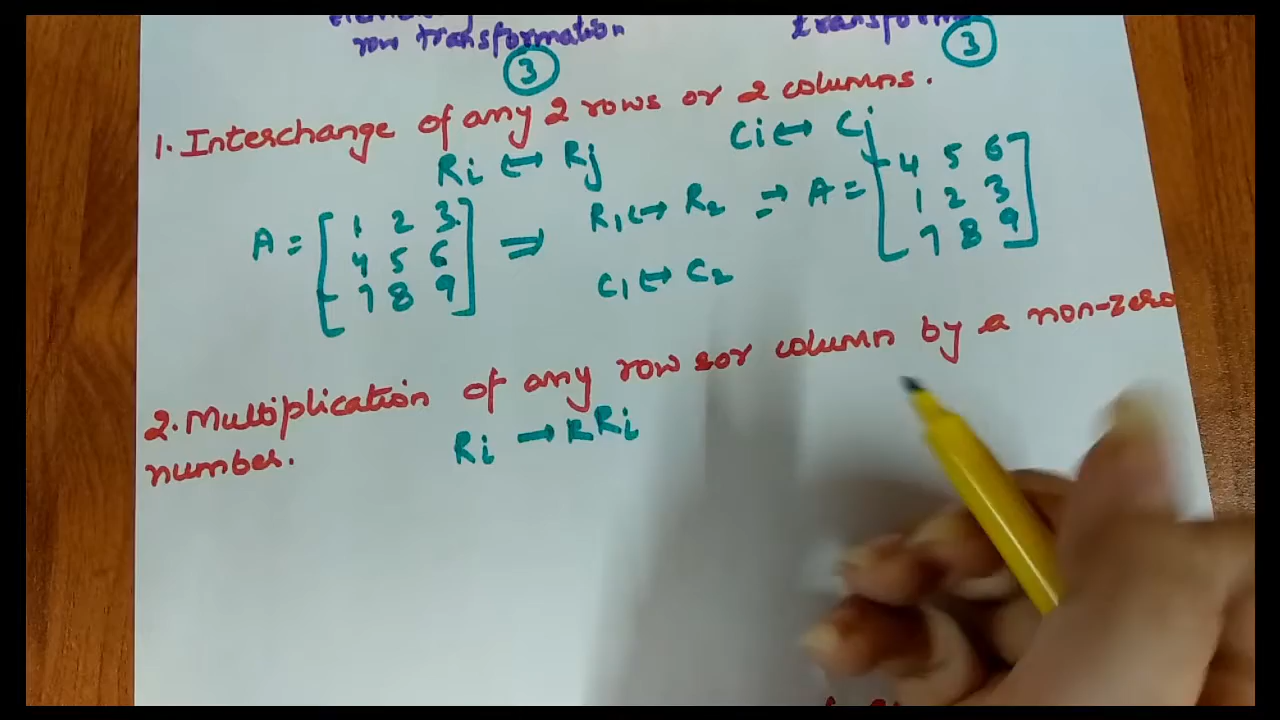 row transformation
3
3
1. Interchange of any 2 rows or 2 columns.
Ri ↔ Rj
Ci ↔ Cj
A = [1 2 3
4 5 6
7 8 9] ⇒
R1 ↔ R2 → A = [4 5 6
1 2 3
7 8 9]
C1 ↔ C2
2. Multiplication of any row or column by a non-zero
number.
Ri → kRi